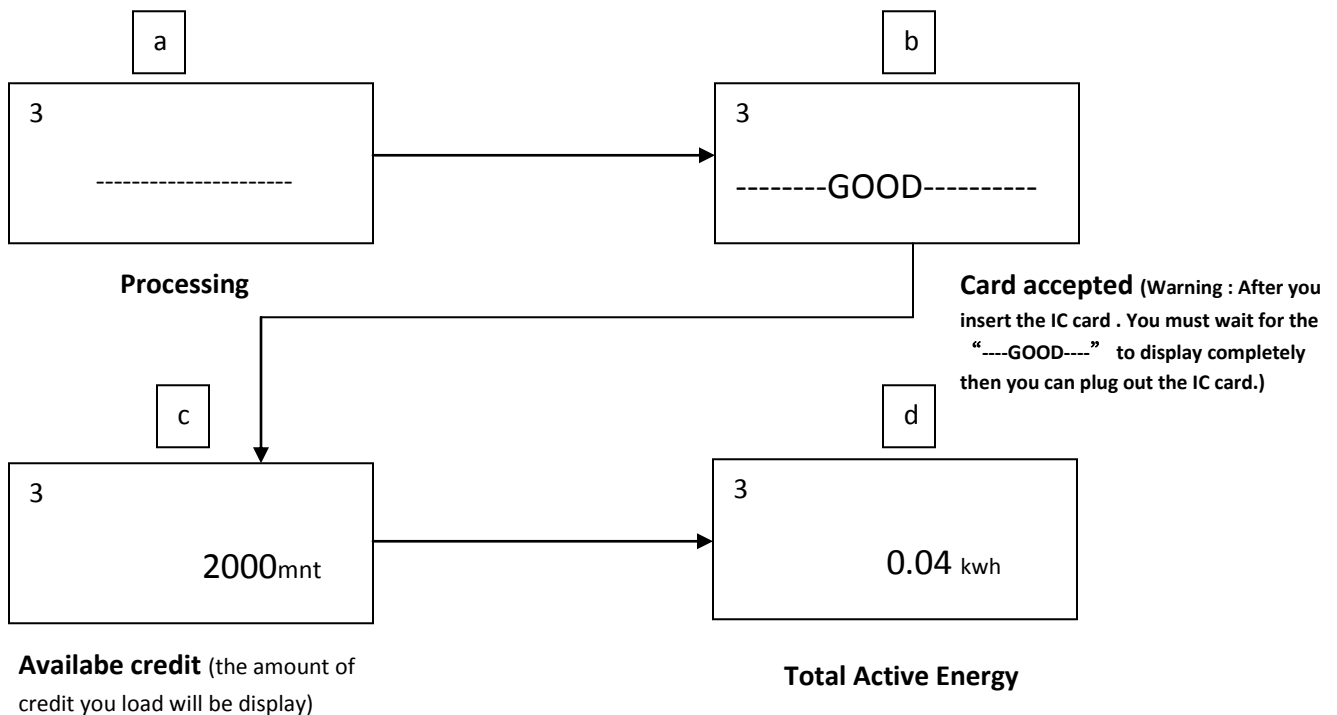 a
b
3
----------------------
3
--------GOOD----------
Processing
Card accepted (Warning : After you
insert the IC card . You must wait for the
“----GOOD----” to display completely
then you can plug out the IC card.)
c
d
3
2000mnt
3
0.04 kwh
Availabe credit (the amount of
credit you load will be display)
Total Active Energy